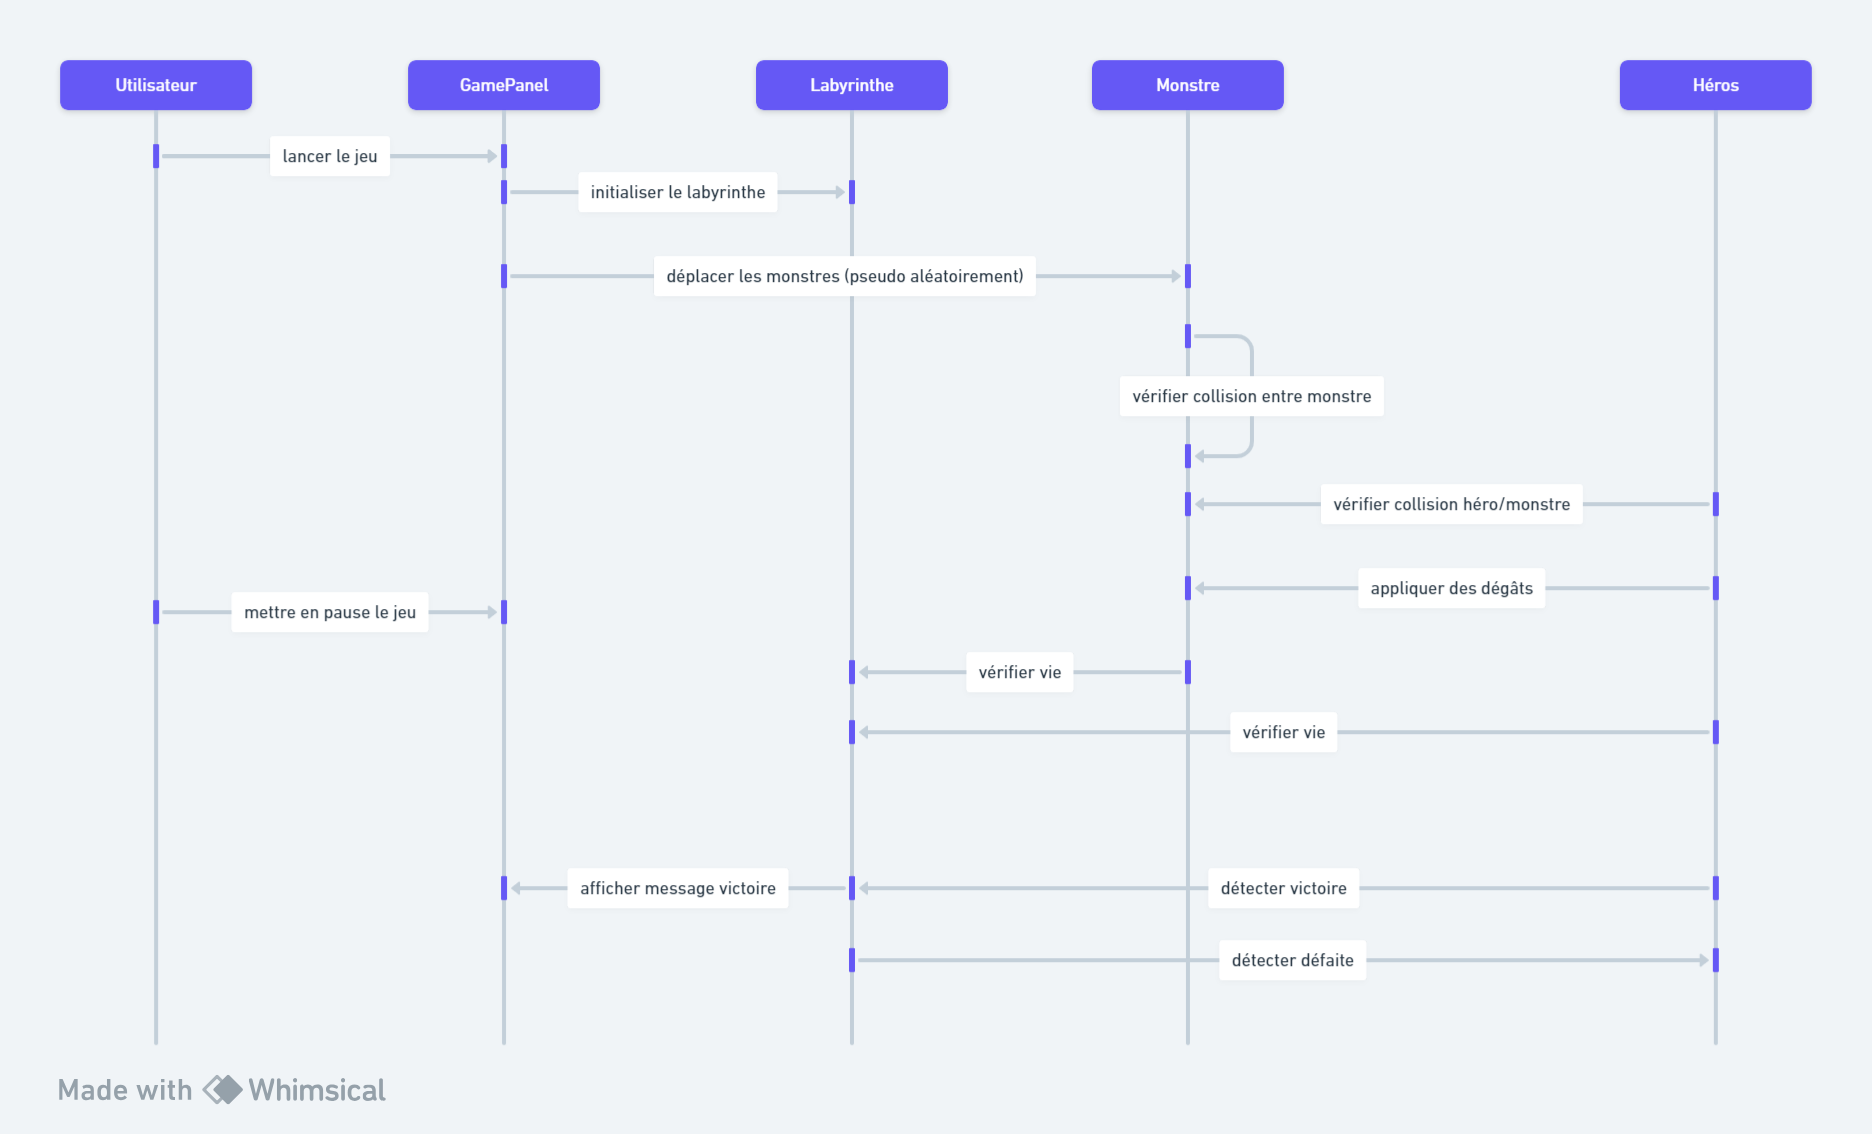 Utilisateur
GamePanel
Labyrinthe
Monstre
Héros
lancer le jeu
initialiser le labyrinthe
déplacer les monstres (pseudo aléatoirement)
vérifier collision entre monstre
vérifier collision héro/monstre
appliquer des dégâts
mettre en pause le jeu
vérifier vie
vérifier vie
afficher message victoire
détecter victoire
détecter défaite
Made with Whimsical